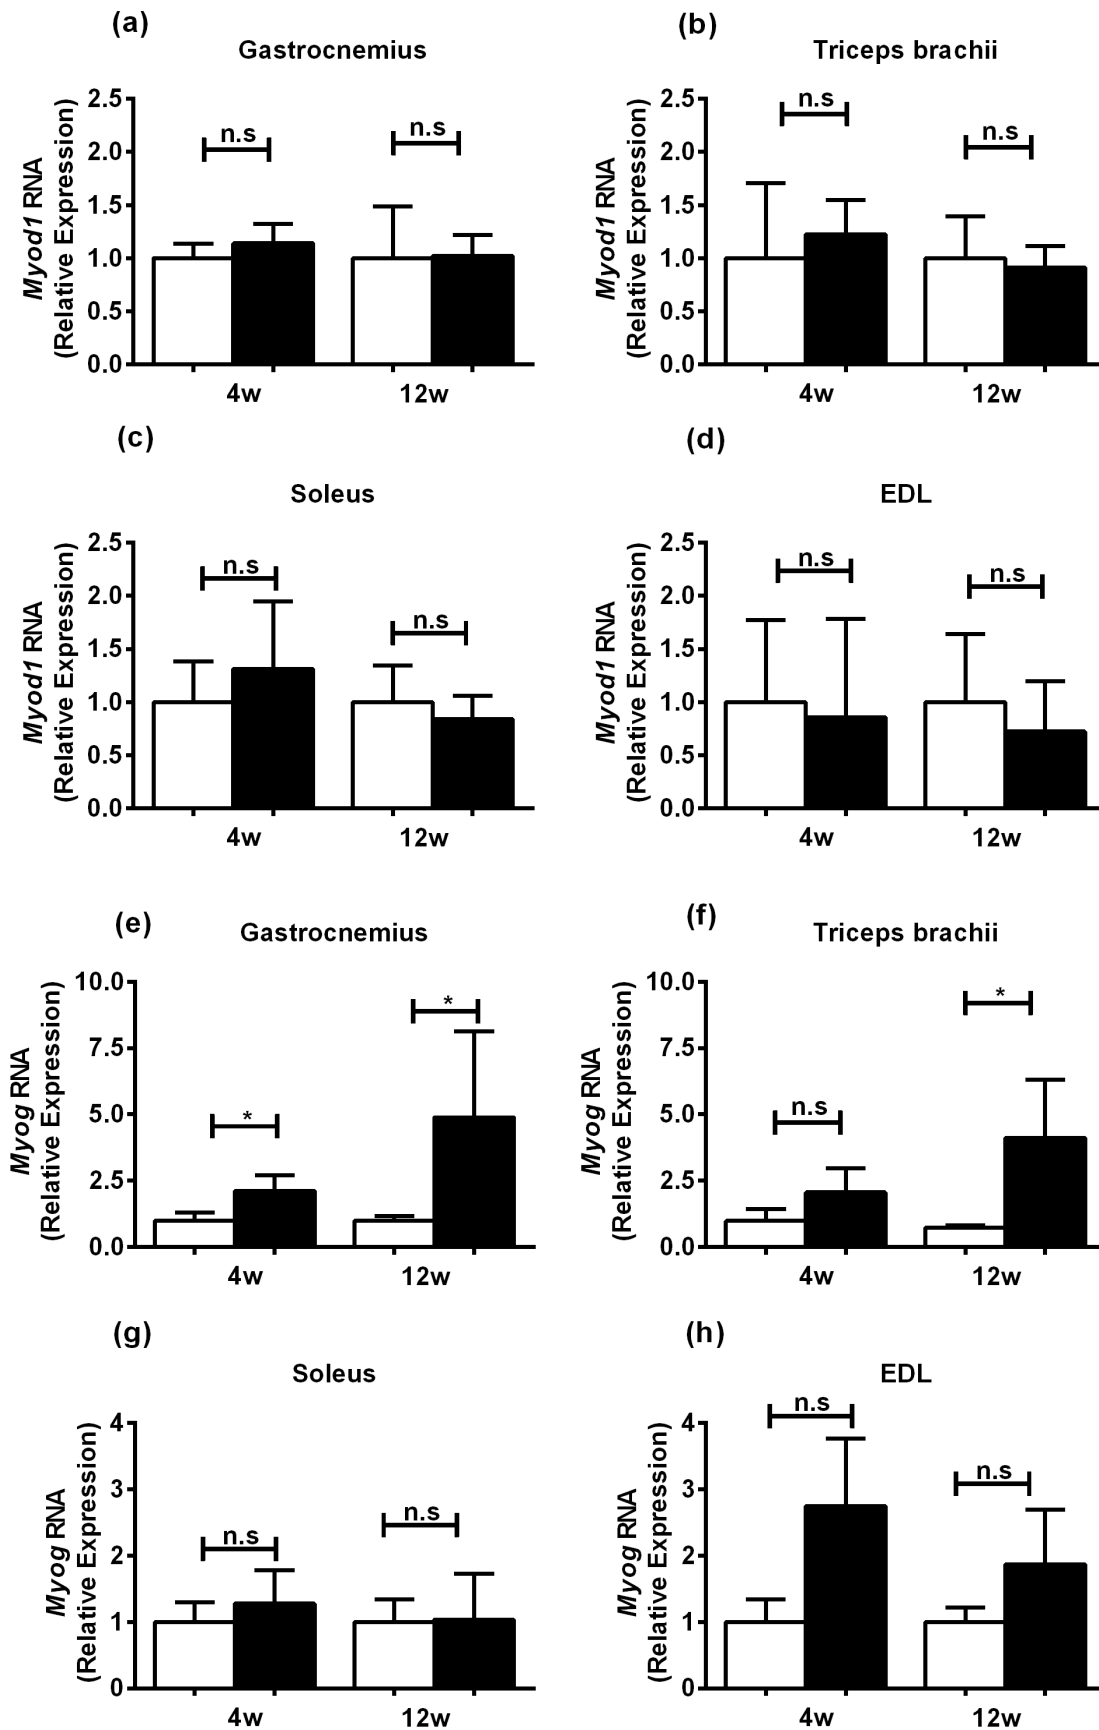 (a)
Gastrocnemius
Myod1 RNA
(Relative Expression)
2.5
2.0
1.5
1.0
0.5
0.0
n.s
n.s
4w
12w
(b)
Triceps brachii
Myod1 RNA
(Relative Expression)
2.5
2.0
1.5
1.0
0.5
0.0
n.s
n.s
4w
12w
(c)
Soleus
Myod1 RNA
(Relative Expression)
2.5
2.0
1.5
1.0
0.5
0.0
n.s
n.s
4w
12w
(d)
EDL
Myod1 RNA
(Relative Expression)
2.5
2.0
1.5
1.0
0.5
0.0
n.s
n.s
4w
12w
(e)
Gastrocnemius
Myog RNA
(Relative Expression)
10.0
7.5
5.0
2.5
0.0
*
*
4w
12w
(f)
Triceps brachii
Myog RNA
(Relative Expression)
10.0
7.5
5.0
2.5
0.0
n.s
*
4w
12w
(g)
Soleus
Myog RNA
(Relative Expression)
4
3
2
1
0
n.s
n.s
4w
12w
(h)
EDL
Myog RNA
(Relative Expression)
4
3
2
1
0
n.s
n.s
4w
12w